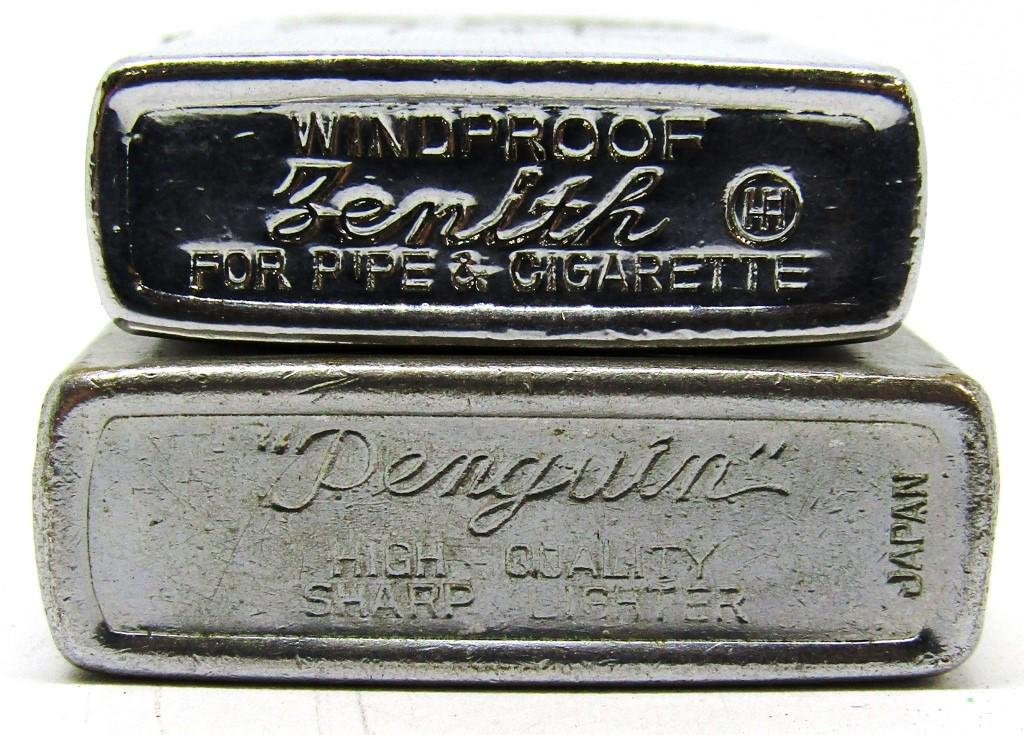 WINDPROOF
Zenith
FOR PIPE & CIGARETTE
"Penguin"
HIGH QUALITY
SHARP LIGHTER
JAPAN